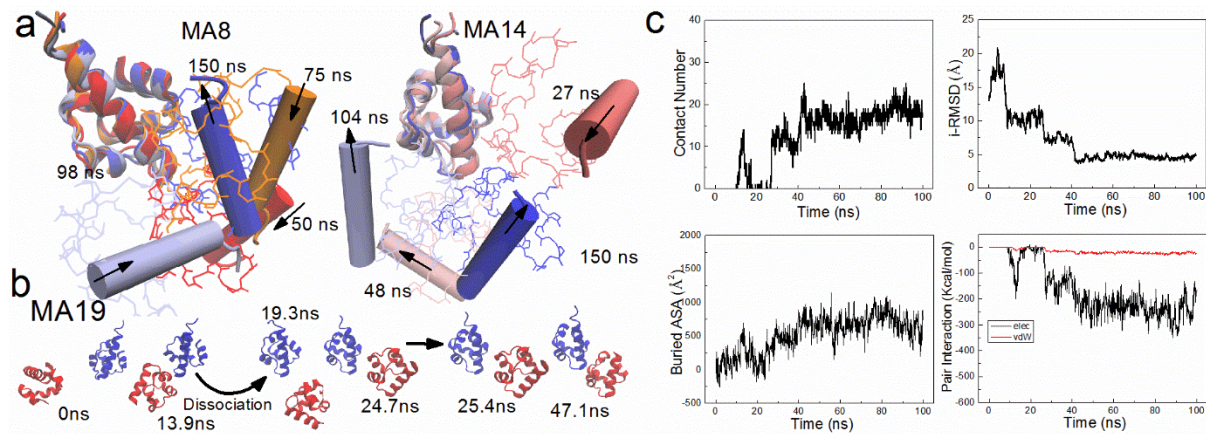 a
MA8
MA14
150 ns
75 ns
98 ns
50 ns
104 ns
27 ns
48 ns
150 ns
b
MA19
0ns
13.9ns
Dissociation
19.3ns
24.7ns
25.4ns
47.1ns
c
Contact Number
40
30
20
10
0
0 20 40 60 80 100
Time (ns)
i-RMSD (Å)
25
20
15
10
5
0
0 20 40 60 80 100
Time (ns)
Buried ASA (Å²)
2500
2000
1500
1000
500
0
-500
0 20 40 60 80 100
Time (ns)
Pair Interaction (Kcal/mol)
100
0
-100
-200
-300
-400
-500
-600
elec
vdW
0 20 40 60 80 100
Time (ns)